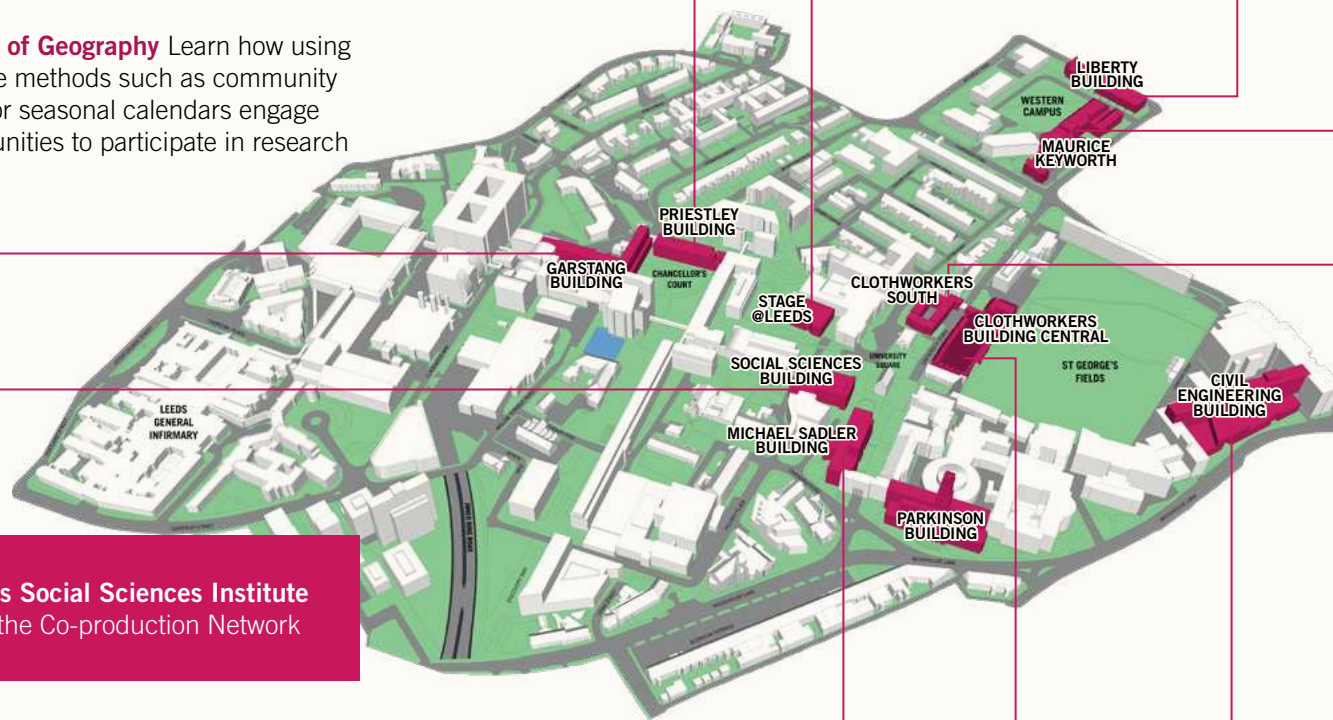 of Geography Learn how using
e methods such as community
or seasonal calendars engage
unities to participate in research
LIBERTY
BUILDING
WESTERN
CAMPUS
MAURICE
KEYWORTH
PRIESTLEY
BUILDING
GARSTANG
BUILDING
CHANCELLOR'S
COURT
STAGE
@LEEDS
CLOTHWORKERS
SOUTH
CLOTHWORKERS
BUILDING CENTRAL
SOCIAL SCIENCES
BUILDING
UNIVERSITY
SQUARE
ST GEORGE'S
FIELDS
CIVIL
ENGINEERING
BUILDING
LEEDS
GENERAL
INFIRMARY
MICHAEL SADLER
BUILDING
PARKINSON
BUILDING
s Social Sciences Institute
the Co-production Network